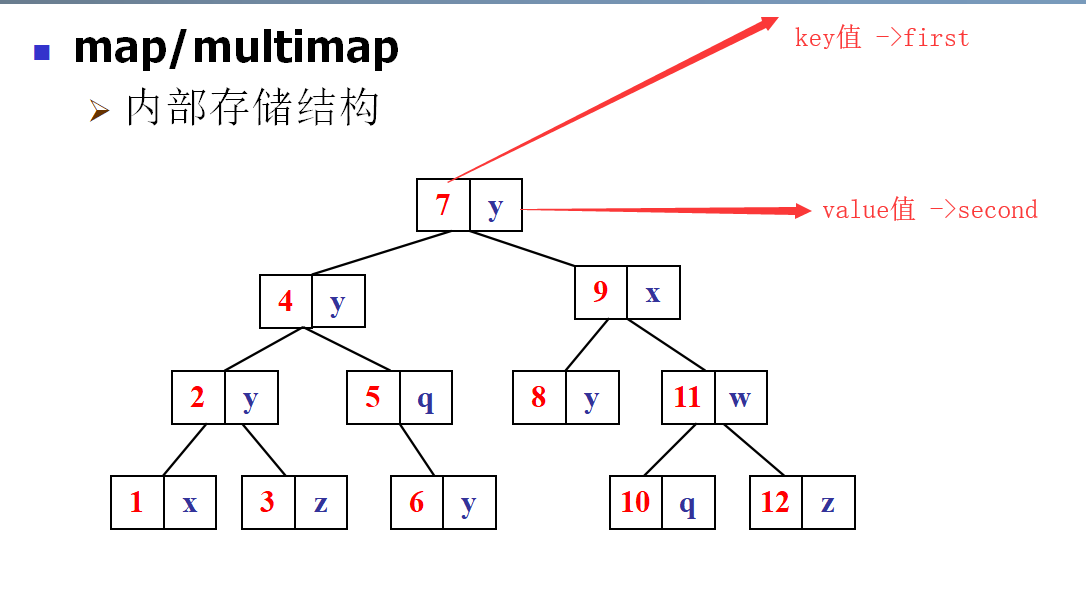 map/multimap
key值 ->first
内部存储结构
7 y
value值 ->second
4 y
9 x
2 y
5 q
8 y
11 w
1 x
3 z
6 y
10 q
12 z